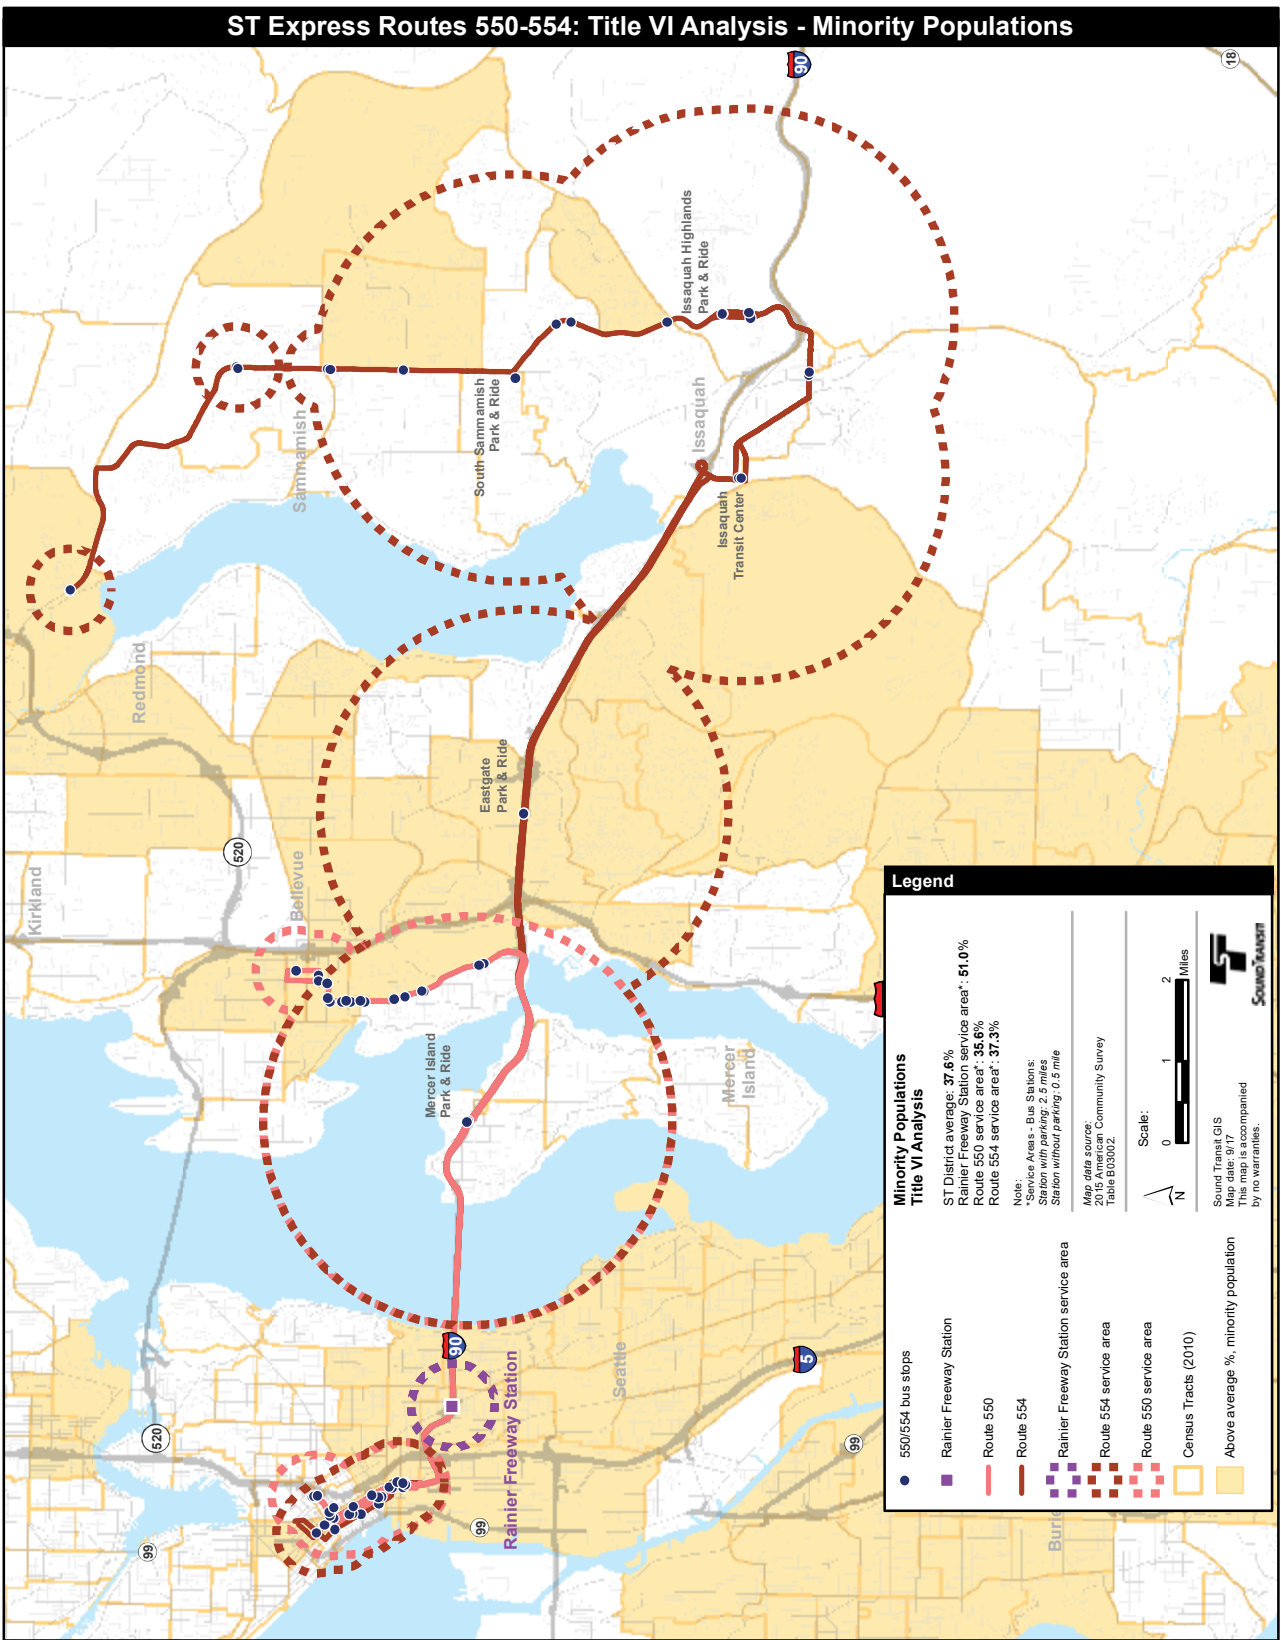 ST Express Routes 550-554: Title VI Analysis - Minority Populations
90
18
Issaquah Highlands
Park & Ride
South Sammamish
Park & Ride
Sammamish
Issaquah
Issaquah
Transit Center
Redmond
Eastgate
Park & Ride
520
Kirkland
Bellevue
Mercer Island
Park & Ride
Mercer
Island
90
Seattle
Rainier Freeway Station
5
520
99
99
99
Legend
Minority Populations
Title VI Analysis
ST District average: 37.6%
Rainier Freeway Station service area*: 51.0%
Route 550 service area*: 35.6%
Route 554 service area*: 37.3%
Note:
*Service Areas - Bus Stations:
Station with parking: 2.5 miles
Station without parking: 0.5 mile
Map data source:
2015 American Community Survey
Table B03002.
Scale:
0 1 2
Miles
N
Sound Transit GIS
Map date: 9/17
This map is accompanied
by no warranties.
SOUNDTRANSIT
550/554 bus stops
Rainier Freeway Station
Route 550
Route 554
Rainier Freeway Station service area
Route 554 service area
Route 550 service area
Census Tracts (2010)
Above average %, minority population